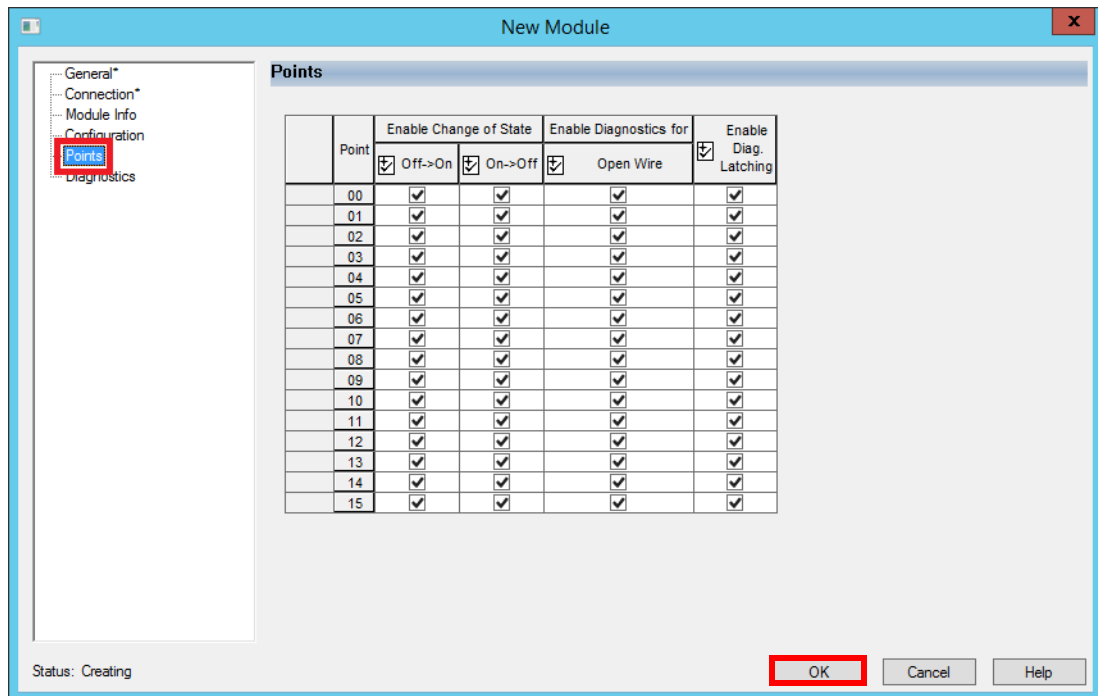 New Module
x
General*
Connection*
Module Info
Configuration
Points
Diagnostics
Points
Point
Enable Change of State
Enable Diagnostics for
Enable Diag. Latching
Off->On
On->Off
Open Wire
00
01
02
03
04
05
06
07
08
09
10
11
12
13
14
15
Status: Creating
OK
Cancel
Help